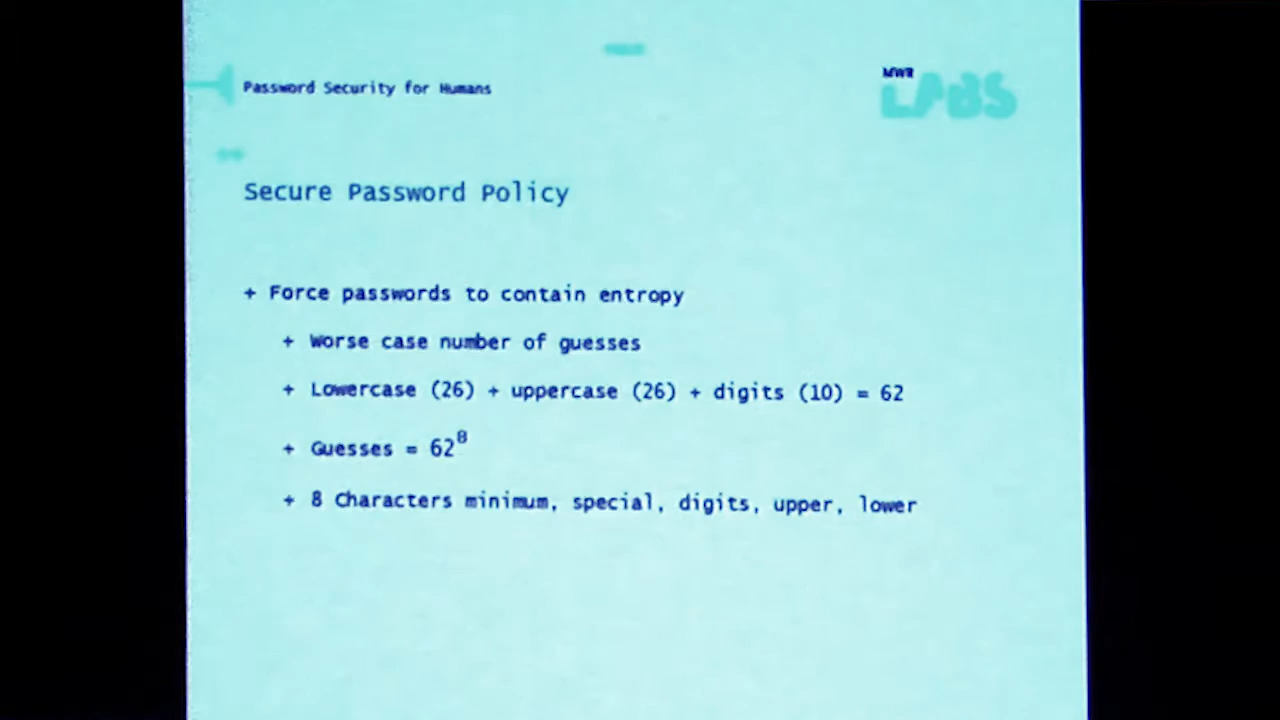 Password Security for Humans
MWR
LABS
Secure Password Policy
+ Force passwords to contain entropy
+ Worse case number of guesses
+ Lowercase (26) + uppercase (26) + digits (10) = 62
+ Guesses = 62⁸
+ 8 Characters minimum, special, digits, upper, lower